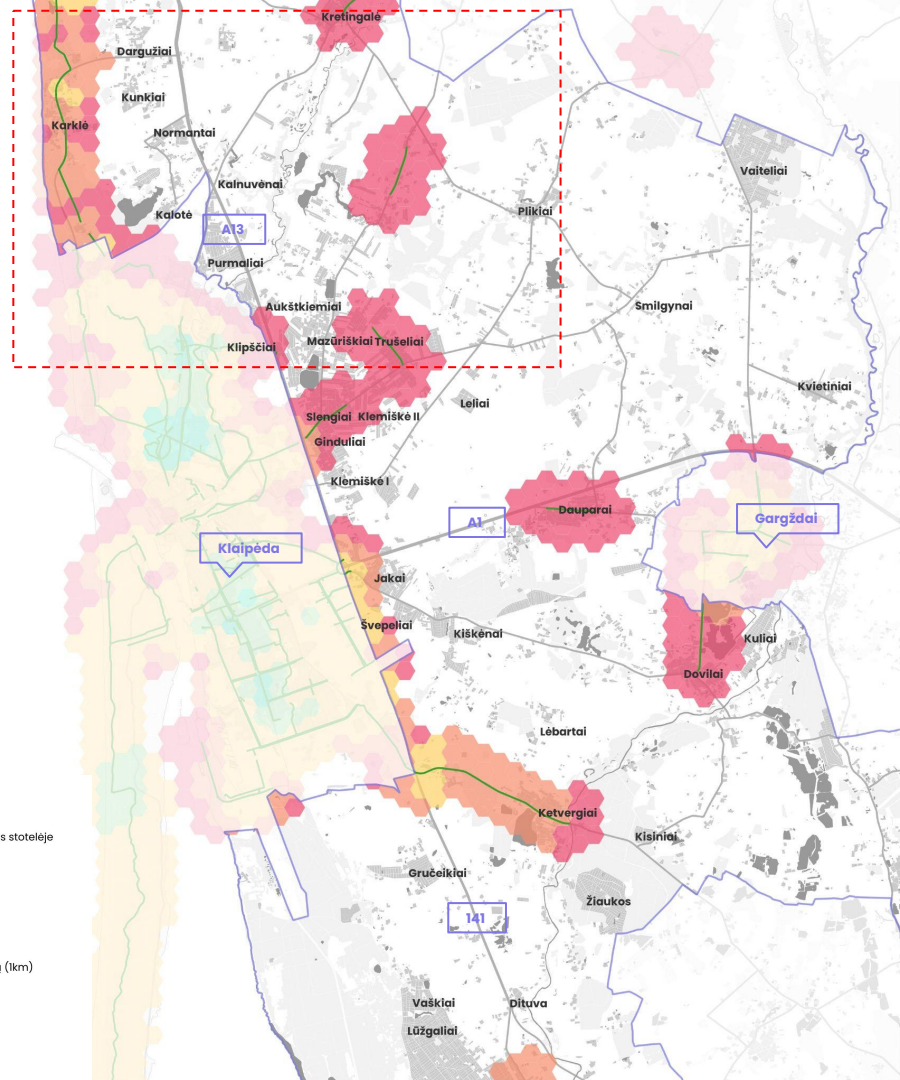 Kretingalė
Dargužiai
Kunkiai
Karklė
Normantai
Vaiteliai
Kalnuvėnai
Kalotė
Plikiai
A13
Purmaliai
Aukštkiemiai
Smilgynai
Klipščiai
Mazūriškiai
Trušeliai
Kvietiniai
Leliai
Slengiai
Klemiškė II
Ginduliai
Klemiškė I
Dauparai
A1
Gargždai
Klaipėda
Jakai
Švepeliai
Kiškėnai
Kuliai
Dovilai
Lėbartai
Ketvergiai
s stotelėje
Kisiniai
Gručeikiai
Žiaukos
141
ų (1km)
Vaškiai
Dituva
Lūžgaliai